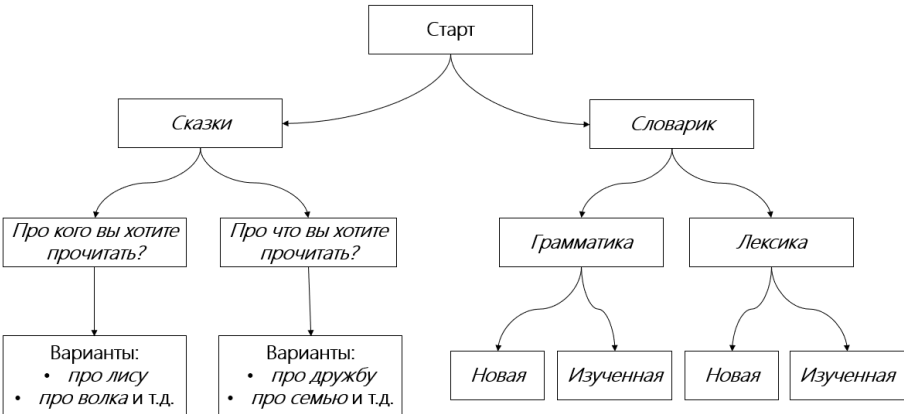 Старт
Сказки
Словарик
Про кого вы хотите
прочитать?
Про что вы хотите
прочитать?
Грамматика
Лексика
Варианты:
• про лису
• про волка и т.д.
Варианты:
• про дружбу
• про семью и т.д.
Новая
Изученная
Новая
Изученная